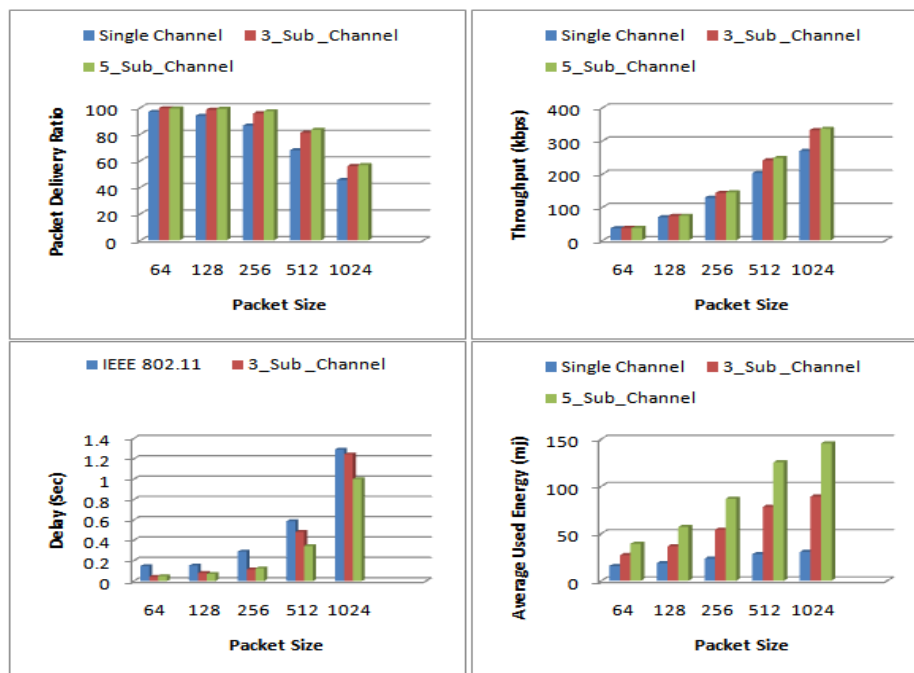 Single Channel 3_Sub _Channel
5_Sub_Channel
Packet Delivery Ratio
100
80
60
40
20
0
64 128 256 512 1024
Packet Size
Single Channel 3_Sub _Channel
5_Sub_Channel
Throughput (kbps)
400
300
200
100
0
64 128 256 512 1024
Packet Size
IEEE 802.11 3_Sub _Channel
Delay (Sec)
1.4
1.2
1
0.8
0.6
0.4
0.2
0
64 128 256 512 1024
Packet Size
Single Channel 3_Sub _Channel
5_Sub_Channel
Average Used Energy (mj)
150
100
50
0
64 128 256 512 1024
Packet Size